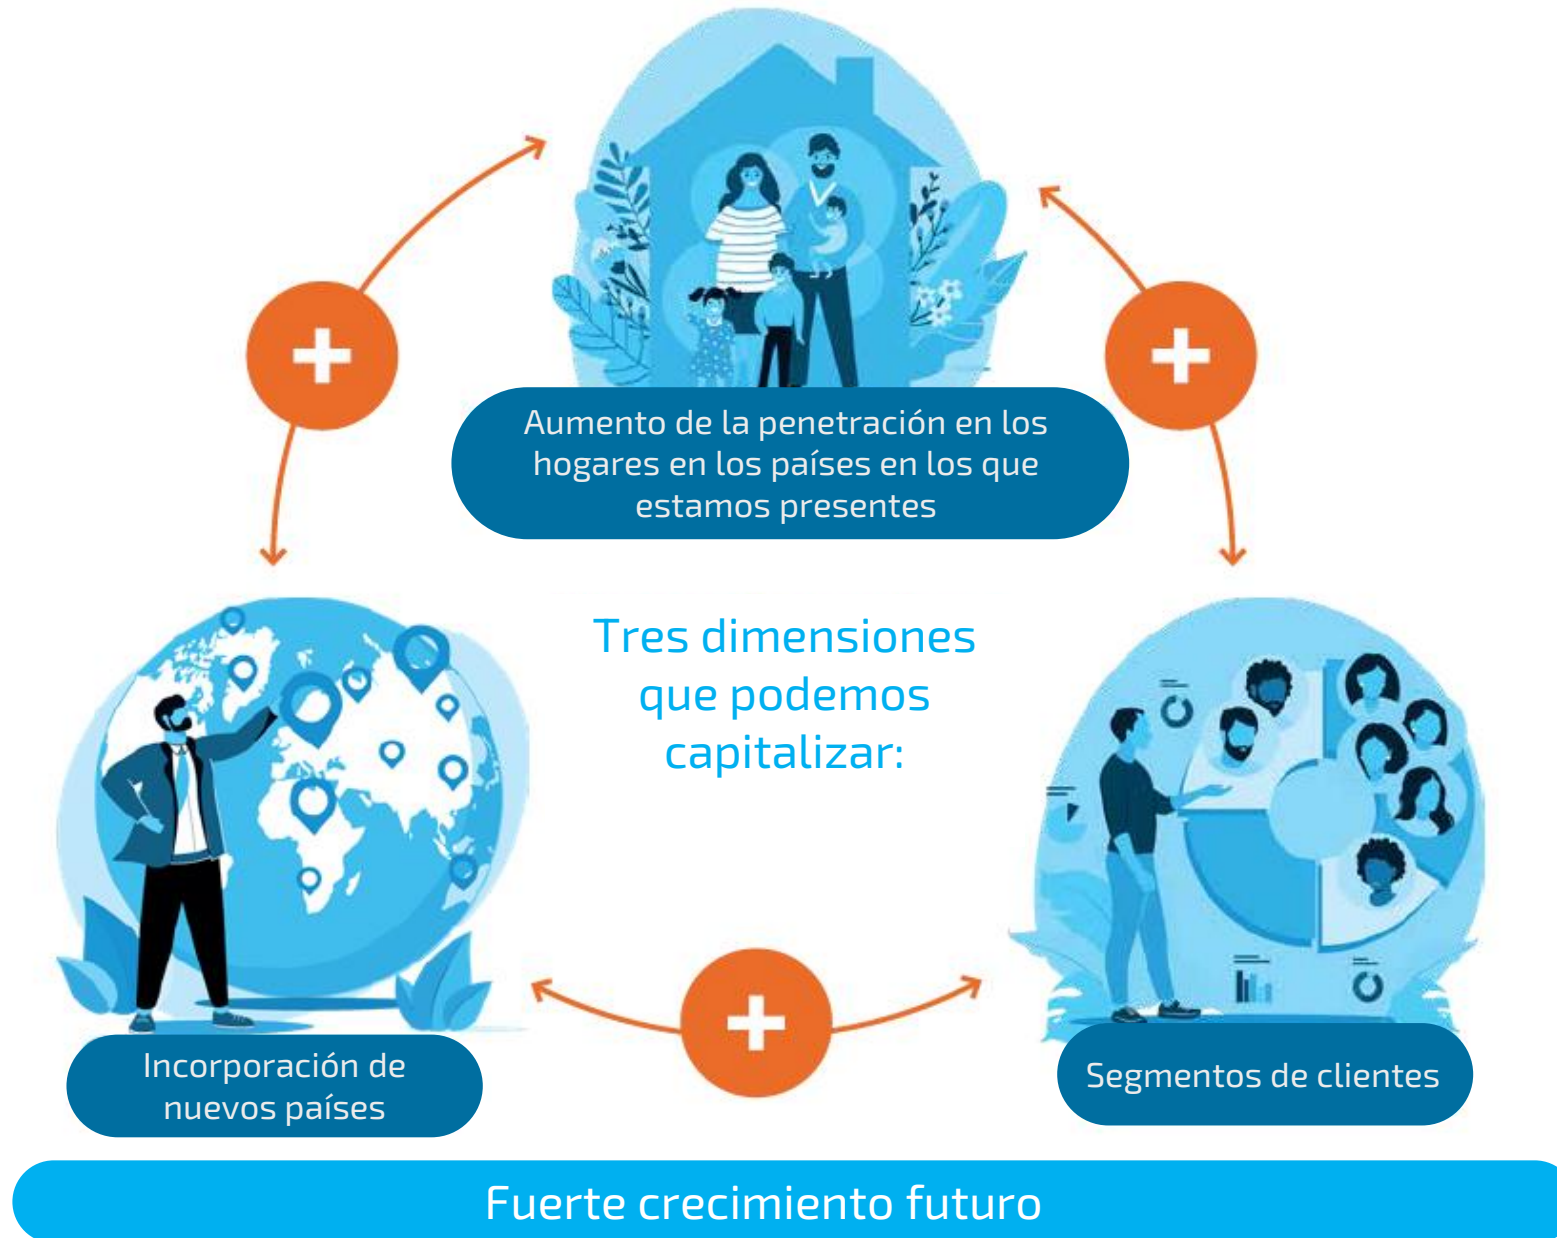 Aumento de la penetración en los
hogares en los países en los que
estamos presentes
Tres dimensiones
que podemos
capitalizar:
Incorporación de
nuevos países
Segmentos de clientes
Fuerte crecimiento futuro